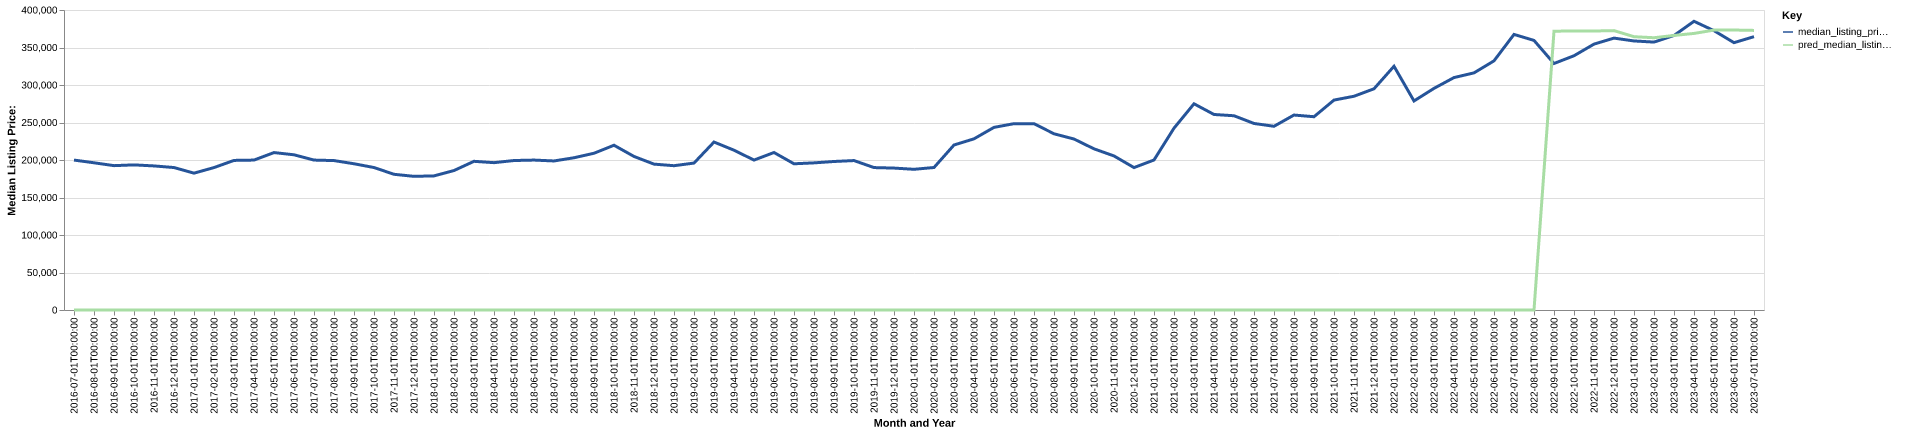 400,000
350,000
300,000
250,000
200,000
150,000
100,000
50,000
0
Median Listing Price:
2016-07-01T00:00:00
2016-08-01T00:00:00
2016-09-01T00:00:00
2016-10-01T00:00:00
2016-11-01T00:00:00
2016-12-01T00:00:00
2017-01-01T00:00:00
2017-02-01T00:00:00
2017-03-01T00:00:00
2017-04-01T00:00:00
2017-05-01T00:00:00
2017-06-01T00:00:00
2017-07-01T00:00:00
2017-08-01T00:00:00
2017-09-01T00:00:00
2017-10-01T00:00:00
2017-11-01T00:00:00
2017-12-01T00:00:00
2018-01-01T00:00:00
2018-02-01T00:00:00
2018-03-01T00:00:00
2018-04-01T00:00:00
2018-05-01T00:00:00
2018-06-01T00:00:00
2018-07-01T00:00:00
2018-08-01T00:00:00
2018-09-01T00:00:00
2018-10-01T00:00:00
2018-11-01T00:00:00
2018-12-01T00:00:00
2019-01-01T00:00:00
2019-02-01T00:00:00
2019-03-01T00:00:00
2019-04-01T00:00:00
2019-05-01T00:00:00
2019-06-01T00:00:00
2019-07-01T00:00:00
2019-08-01T00:00:00
2019-09-01T00:00:00
2019-10-01T00:00:00
2019-11-01T00:00:00
2019-12-01T00:00:00
2020-01-01T00:00:00
2020-02-01T00:00:00
2020-03-01T00:00:00
2020-04-01T00:00:00
2020-05-01T00:00:00
2020-06-01T00:00:00
2020-07-01T00:00:00
2020-08-01T00:00:00
2020-09-01T00:00:00
2020-10-01T00:00:00
2020-11-01T00:00:00
2020-12-01T00:00:00
2021-01-01T00:00:00
2021-02-01T00:00:00
2021-03-01T00:00:00
2021-04-01T00:00:00
2021-05-01T00:00:00
2021-06-01T00:00:00
2021-07-01T00:00:00
2021-08-01T00:00:00
2021-09-01T00:00:00
2021-10-01T00:00:00
2021-11-01T00:00:00
2021-12-01T00:00:00
2022-01-01T00:00:00
2022-02-01T00:00:00
2022-03-01T00:00:00
2022-04-01T00:00:00
2022-05-01T00:00:00
2022-06-01T00:00:00
2022-07-01T00:00:00
2022-08-01T00:00:00
2022-09-01T00:00:00
2022-10-01T00:00:00
2022-11-01T00:00:00
2022-12-01T00:00:00
2023-01-01T00:00:00
2023-02-01T00:00:00
2023-03-01T00:00:00
2023-04-01T00:00:00
2023-05-01T00:00:00
2023-06-01T00:00:00
2023-07-01T00:00:00
Month and Year
Key
median_listing_pri…
pred_median_listin…